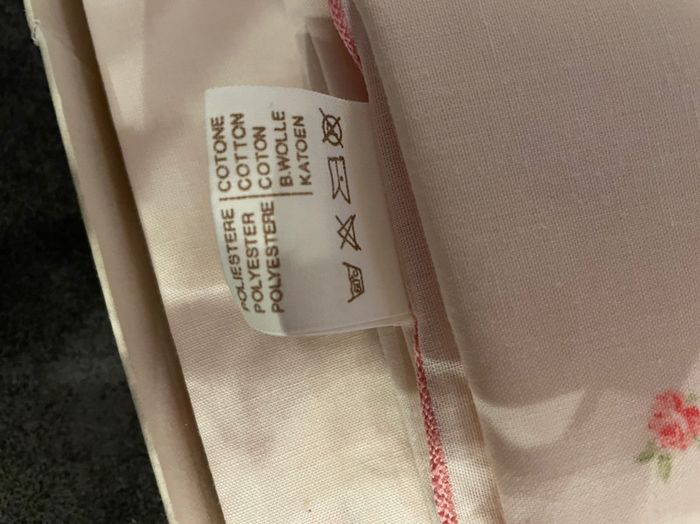 POLIESTERE COTONE
POLYESTER COTTON
POLYESTERE COTON
B.WOLLE
KATOEN